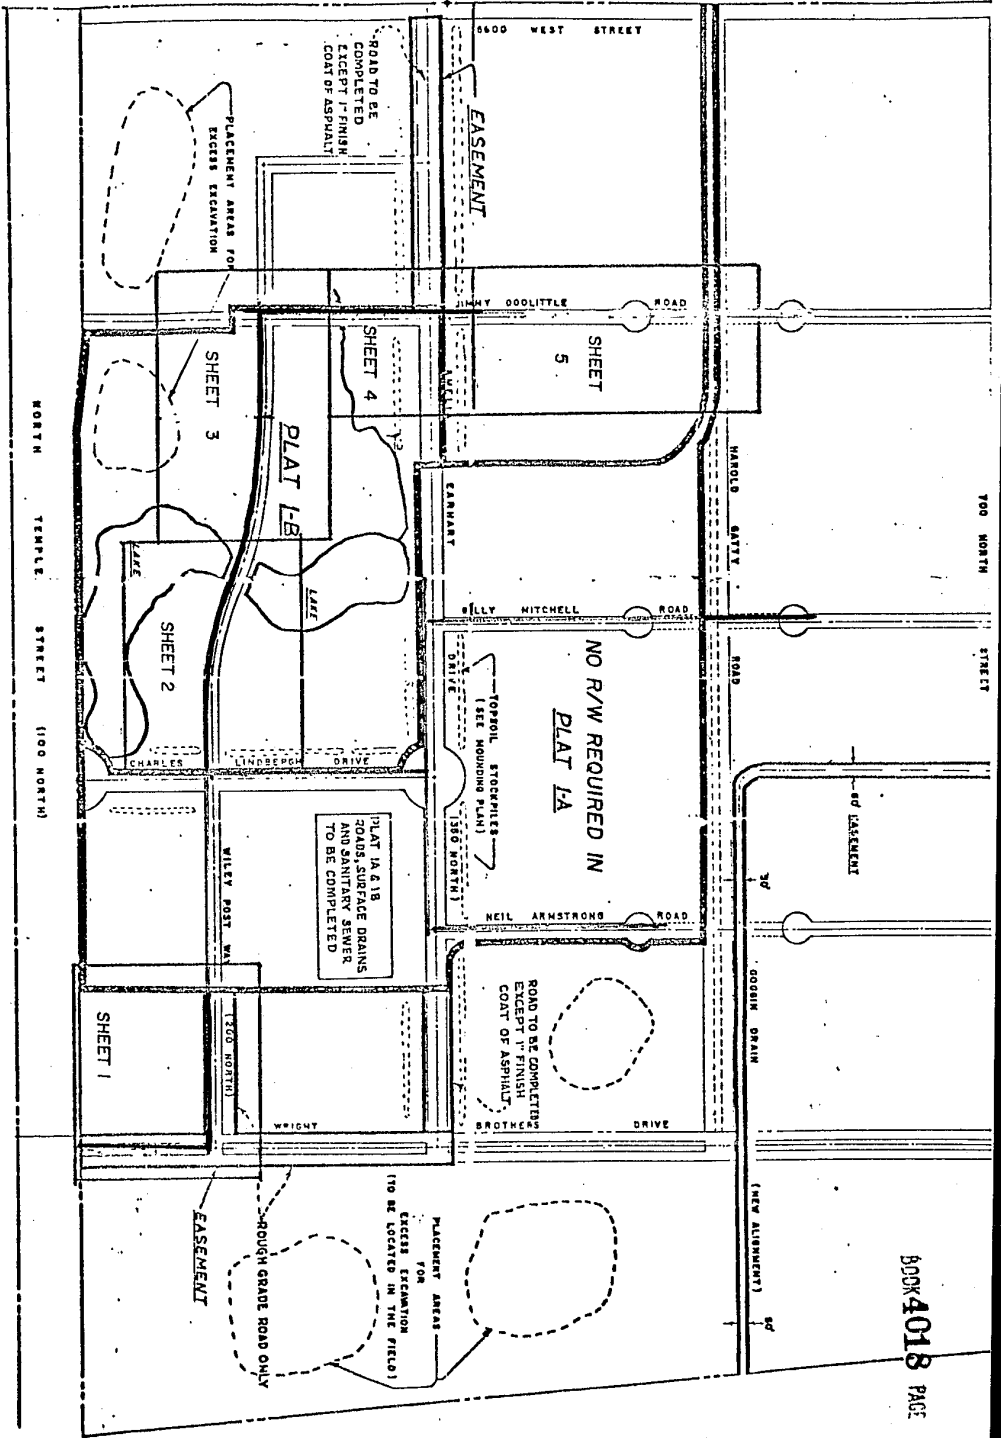 6600 WEST STREET
ROAD TO BE
COMPLETED
EXCEPT 1" FINISH
COAT OF ASPHALT
EASEMENT
PLACEMENT AREAS FOR
EXCESS EXCAVATION
JIMMY DOOLITTLE ROAD
SHEET
5
SHEET 4
SHEET 3
PLAT 1-B
AMELIA
EARHART
DRIVE
(360 NORTH)
HAROLD GATTY
ROAD
700 NORTH
STREET
NORTH TEMPLE STREET (100 NORTH)
LAKE
LAKE
SHEET 2
BILLY MITCHELL ROAD
NO R/W REQUIRED IN
PLAT 1-A
TOPSOIL STOCKPILES
(SEE MOUNDING PLAN)
CHARLES LINDBERGH DRIVE
80' EASEMENT
PLAT 1A & 1B
ROADS, SURFACE DRAINS
AND SANITARY SEWER
TO BE COMPLETED
WILEY POST WAY
(200 NORTH)
NEIL ARMSTRONG ROAD
ROAD TO BE COMPLETED
EXCEPT 1" FINISH
COAT OF ASPHALT
GOGGIN DRAIN
(NEW ALIGNMENT)
SHEET 1
WRIGHT BROTHERS DRIVE
EASEMENT
ROUGH GRADE ROAD ONLY
PLACEMENT AREAS
FOR
EXCESS EXCAVATION
(TO BE LOCATED IN THE FIELD)
BOOK 4018 PAGE